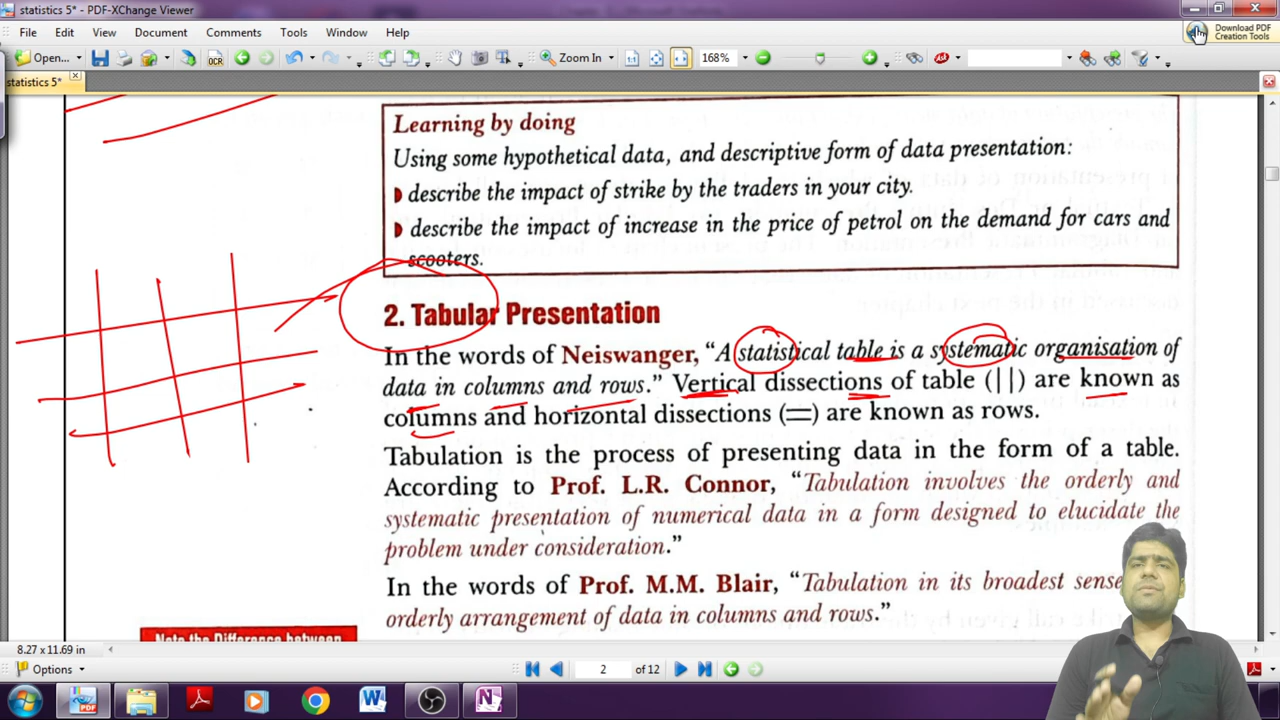 statistics 5* - PDF-XChange Viewer
File Edit View Document Comments Tools Window Help
Download PDF Creation Tools
Open... OCR Zoom In 168%
statistics 5*
Learning by doing
Using some hypothetical data, and descriptive form of data presentation:
describe the impact of strike by the traders in your city.
describe the impact of increase in the price of petrol on the demand for cars and
scooters.
2. Tabular Presentation
In the words of Neiswanger, “A statistical table is a systematic organisation of
data in columns and rows.” Vertical dissections of table (||) are known as
columns and horizontal dissections (=) are known as rows.
Tabulation is the process of presenting data in the form of a table.
According to Prof. L.R. Connor, “Tabulation involves the orderly and
systematic presentation of numerical data in a form designed to elucidate the
problem under consideration.”
In the words of Prof. M.M. Blair, “Tabulation in its broadest sense
orderly arrangement of data in columns and rows.”
Note the Difference between
8.27 x 11.69 in
Options 2 of 12